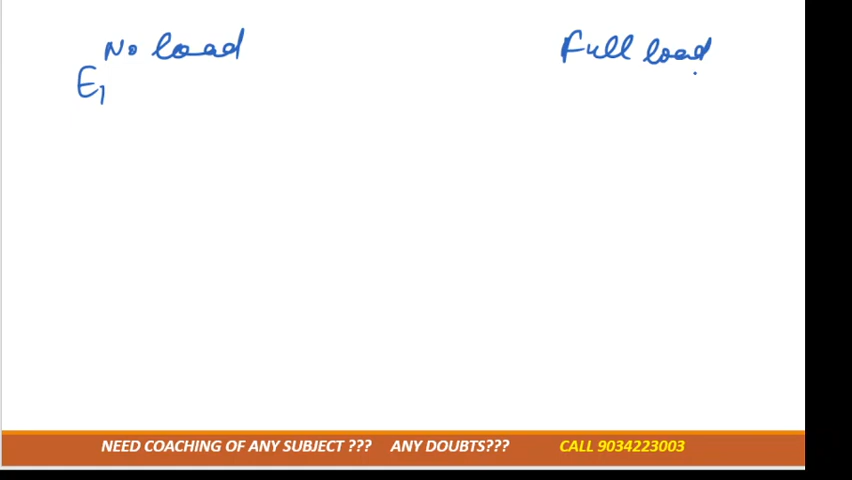 No load Full load
E1
NEED COACHING OF ANY SUBJECT ??? ANY DOUBTS??? CALL 9034223003